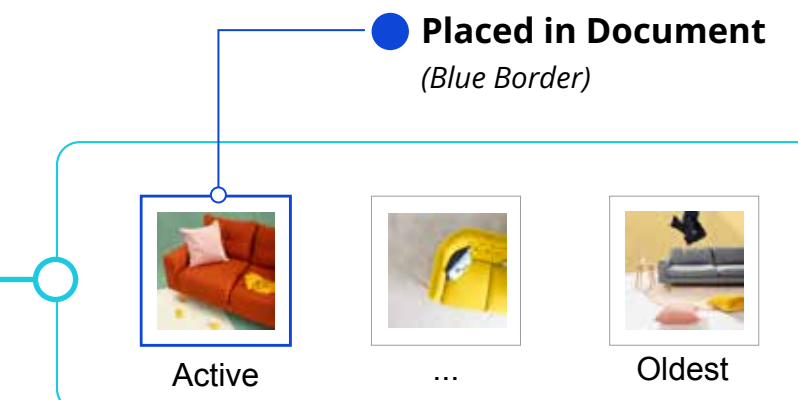 Placed in Document
(Blue Border)
Active
...
Oldest